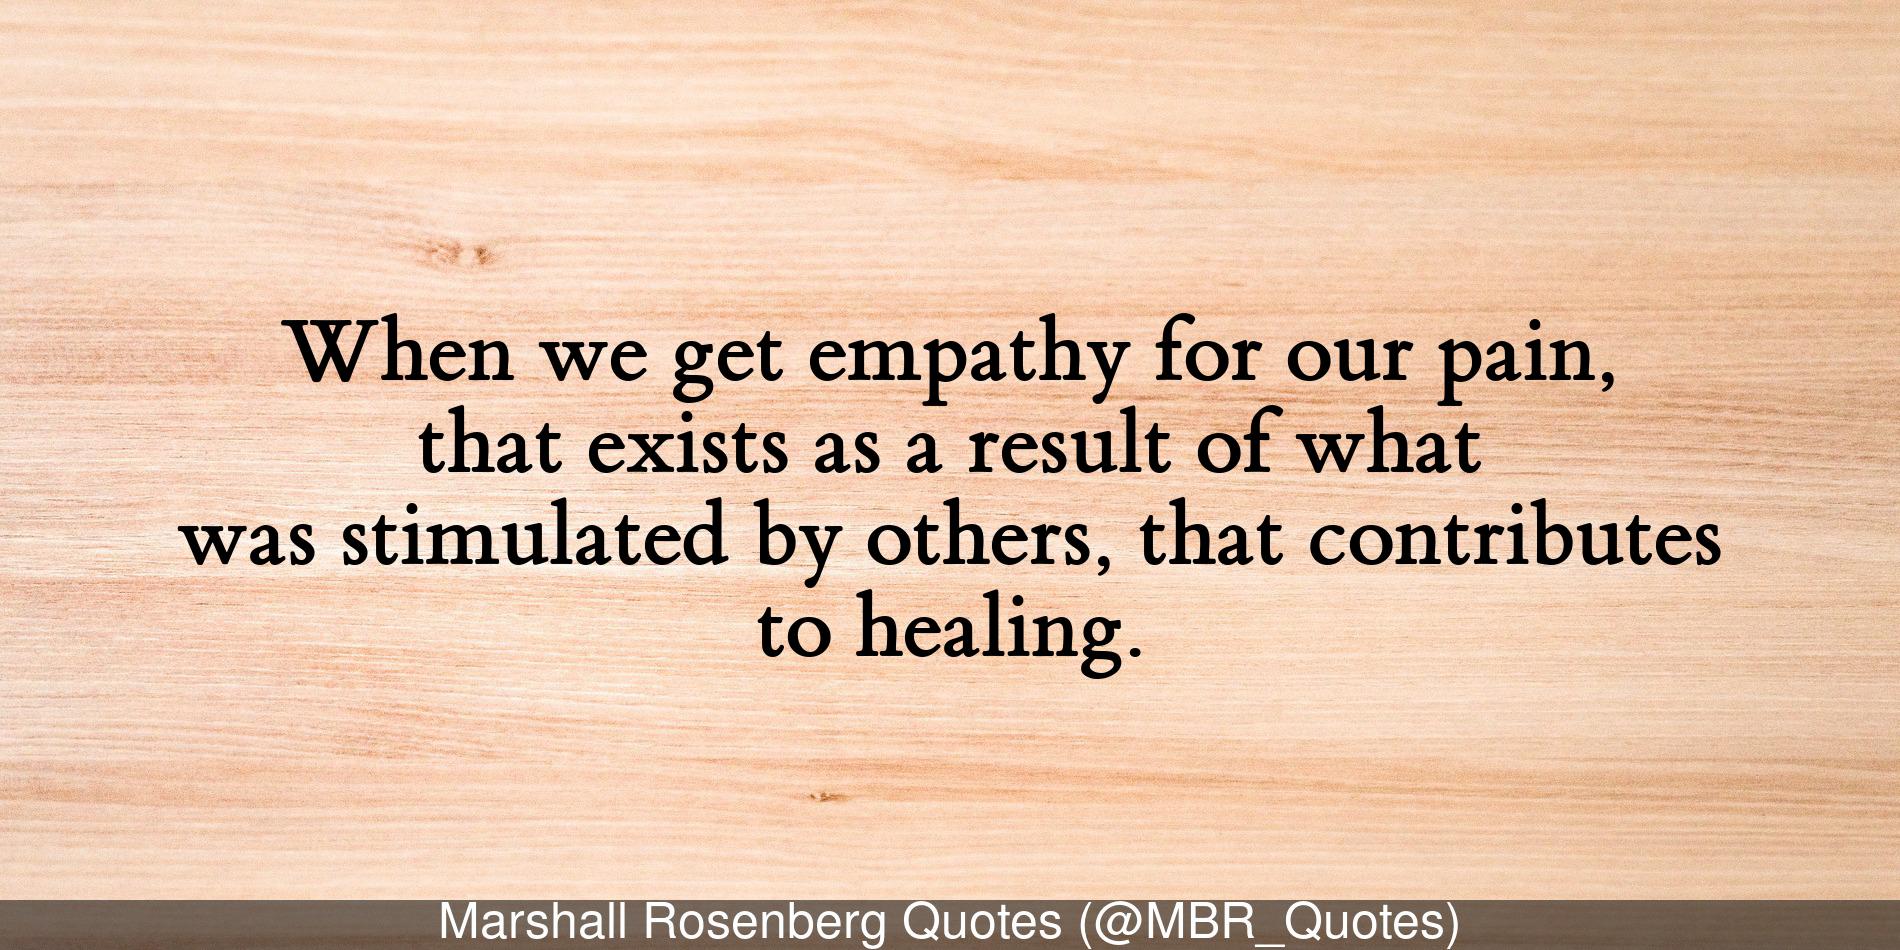 When we get empathy for our pain,
that exists as a result of what
was stimulated by others, that contributes
to healing.
Marshall Rosenberg Quotes (@MBR_Quotes)